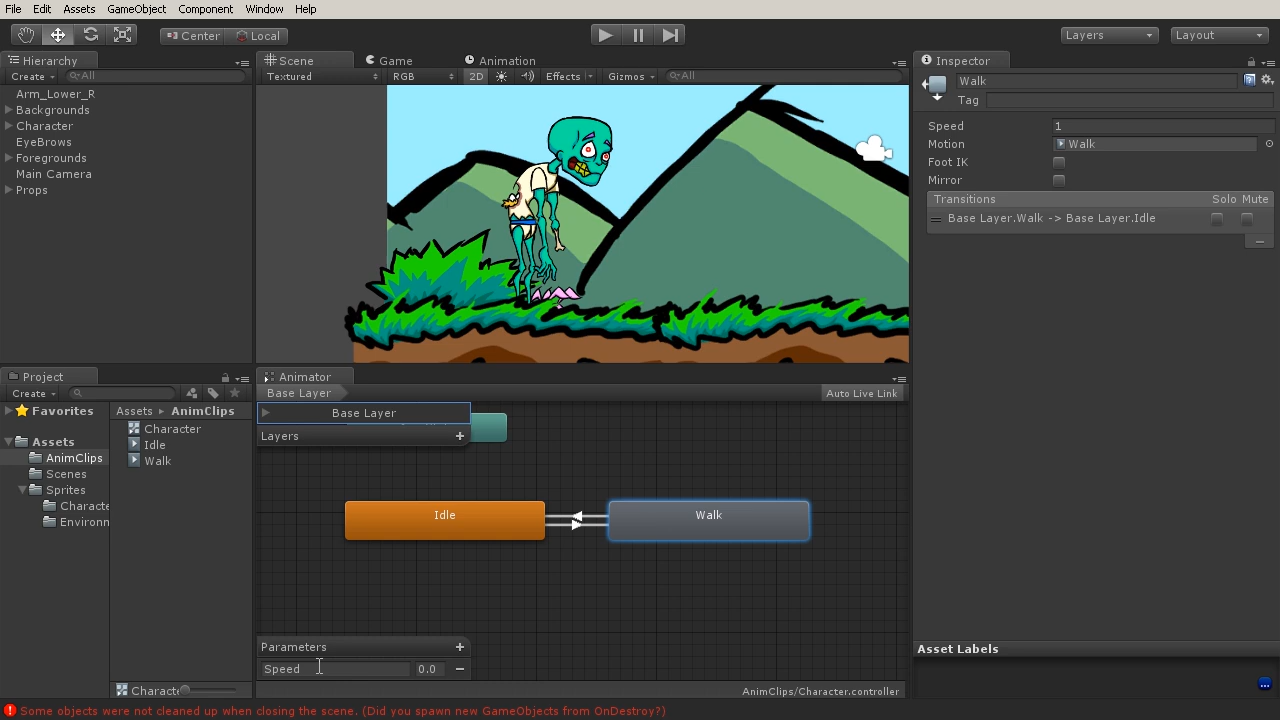 File Edit Assets GameObject Component Window Help
Center Local Layers Layout
Hierarchy
Create All
Arm_Lower_R
Backgrounds
Character
EyeBrows
Foregrounds
Main Camera
Props
Scene Game Animation
Textured RGB 2D Effects Gizmos All
Inspector
Walk
Tag
Speed 1
Motion Walk
Foot IK
Mirror
Transitions Solo Mute
Base Layer.Walk -> Base Layer.Idle
Project
Create
Favorites
Assets
AnimClips
Scenes
Sprites
Characte
Environn
Assets AnimClips
Character
Idle
Walk
Characte
Animator
Base Layer Auto Live Link
Base Layer
Layers +
Idle Walk
Parameters +
Speed 0.0 −
AnimClips/Character.controller
Asset Labels
Some objects were not cleaned up when closing the scene. (Did you spawn new GameObjects from OnDestroy?)